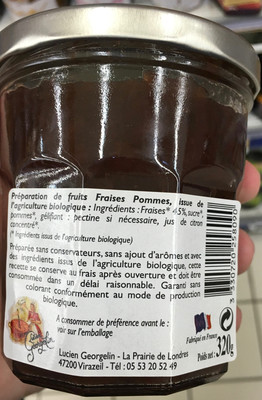 Préparation de fruits Fraises Pommes, issue de
l'agriculture biologique : Ingrédients : Fraises* 45%, sucre*,
pommes*, gélifiant : pectine si nécessaire, jus de citron
concentré*.
(* Ingrédients issus de l'agriculture biologique)
Préparée sans conservateurs, sans ajout d'arômes et avec
des ingrédients issus de l'agriculture biologique, cette
recette se conserve au frais après ouverture et doit être
consommée dans un délai raisonnable. Garanti sans
colorant conformément au mode de production
biologique.
A consommer de préférence avant le :
voir sur l'emballage
Lucien Georgelin - La Prairie de Londres
47200 Virazeil - Tél : 05 53 20 52 49
Lucien
Georgelin
Fabriqué en
Poids net : 320g